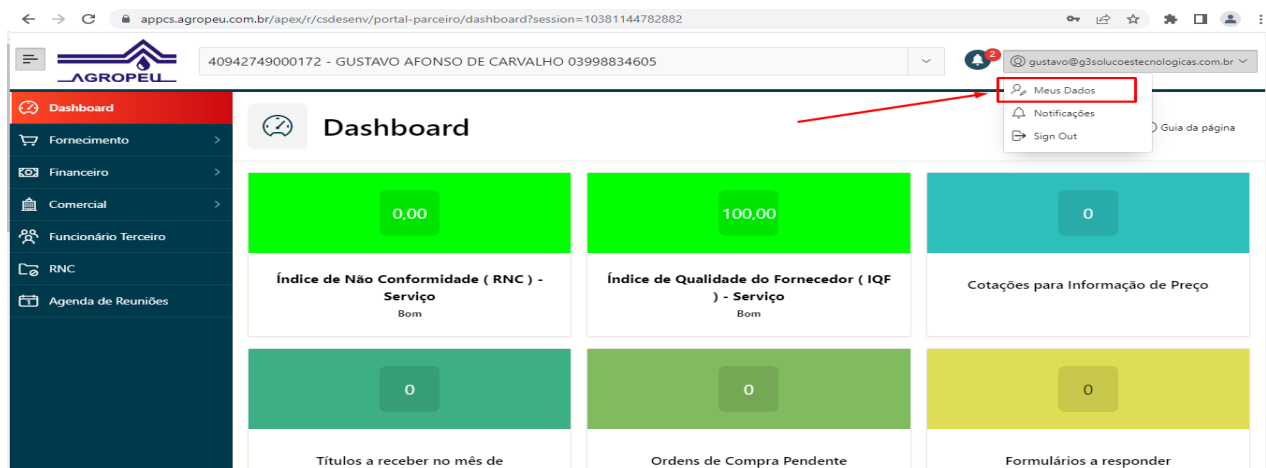 appcs.agropeu.com.br/apex/r/csdesenv/portal-parceiro/dashboard?session=10381144782882
AGROPEU
40942749000172 - GUSTAVO AFONSO DE CARVALHO 03998834605
2
gustavo@g3solucoestecnologicas.com.br
Meus Dados
Notificações
Sign Out
Dashboard
Fornecimento
Financeiro
Comercial
Funcionário Terceiro
RNC
Agenda de Reuniões
Dashboard
Guia da página
0,00
Índice de Não Conformidade ( RNC ) -
Serviço
Bom
100,00
Índice de Qualidade do Fornecedor ( IQF
) - Serviço
Bom
0
Cotações para Informação de Preço
0
Títulos a receber no mês de
0
Ordens de Compra Pendente
0
Formulários a responder